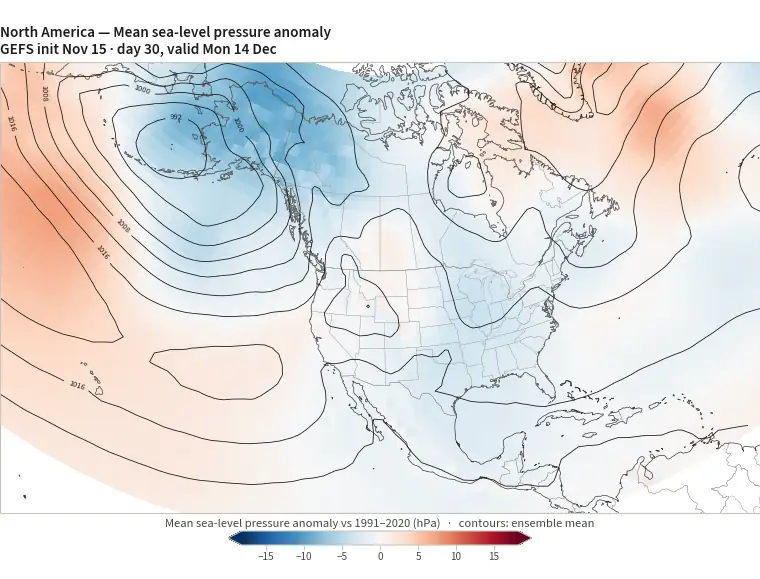 North America — Mean sea-level pressure anomaly
GEFS init Nov 15 · day 30, valid Mon 14 Dec
1008
1016
1000
992
1000
1008
1016
1016
Mean sea-level pressure anomaly vs 1991–2020 (hPa) · contours: ensemble mean
−15 −10 −5 0 5 10 15